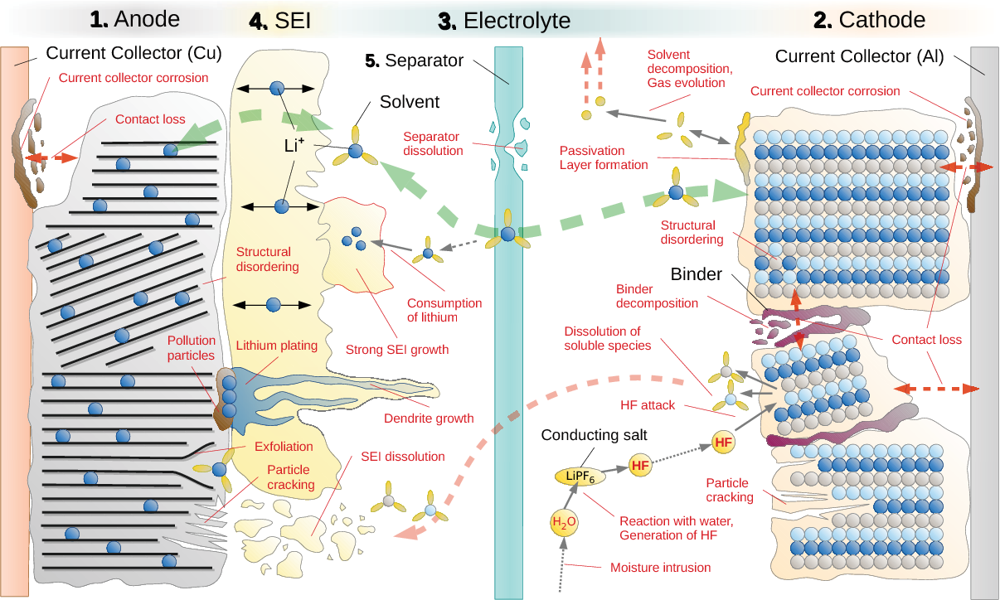 1. Anode
4. SEI
3. Electrolyte
2. Cathode
Current Collector (Cu)
Current collector corrosion
Contact loss
5. Separator
Solvent
Li+
Separator
dissolution
Solvent
decomposition,
Gas evolution
Current Collector (Al)
Current collector corrosion
Passivation
Layer formation
Structural
disordering
Structural
disordering
Binder
Binder
decomposition
Consumption
of lithium
Strong SEI growth
Pollution
particles
Lithium plating
Dissolution of
soluble species
Contact loss
Dendrite growth
HF attack
Exfoliation
SEI dissolution
Particle
cracking
Conducting salt
HF
HF
LiPF6
Particle
cracking
H2O
Reaction with water,
Generation of HF
Moisture intrusion